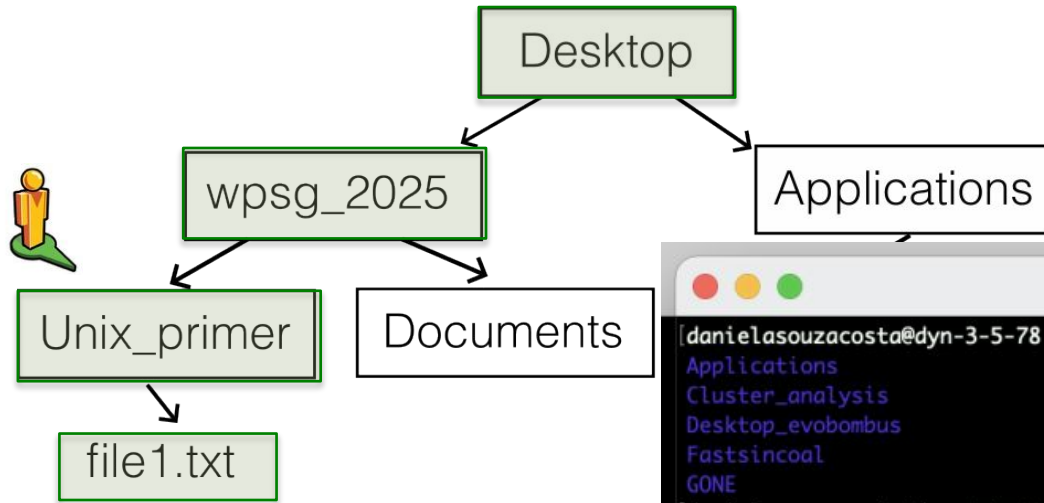 Desktop
wpsg_2025
Applications
Unix_primer
Documents
file1.txt
[danielasouzacosta@dyn-3-5-78
Applications
Cluster_analysis
Desktop_evobombus
Fastsincoal
GONE